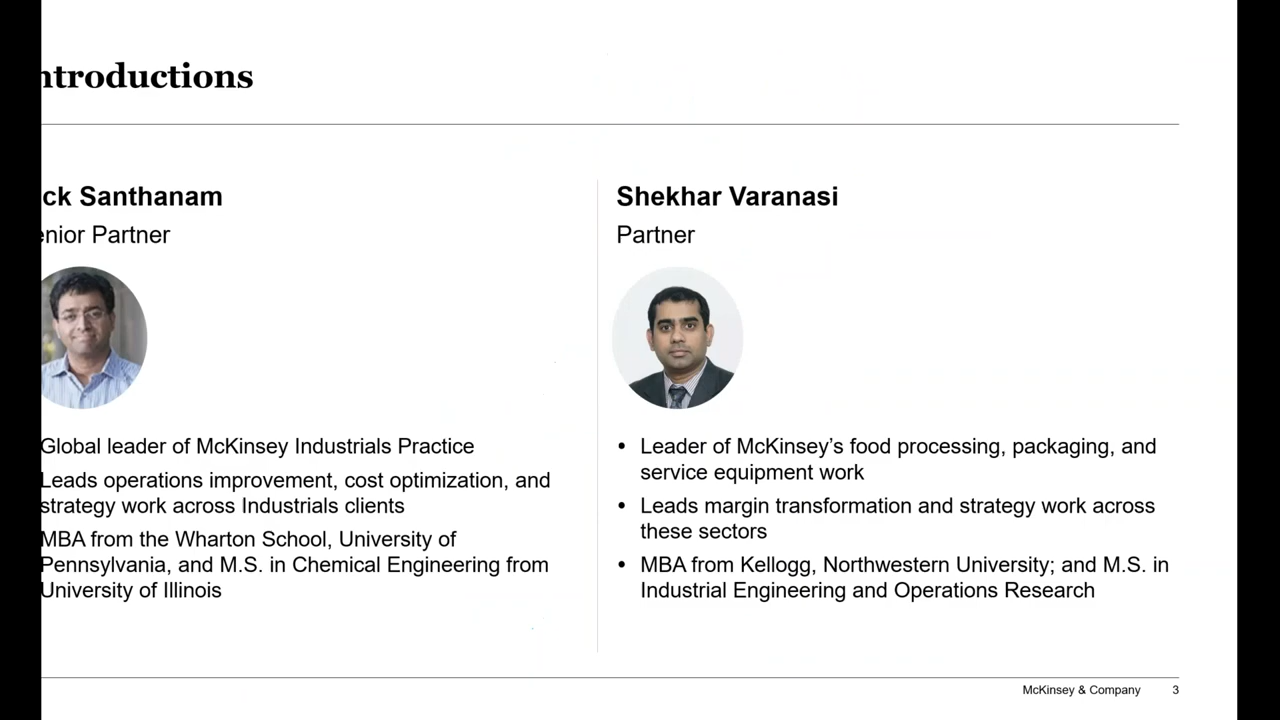 ntroductions
ck Santhanam
enior Partner
Global leader of McKinsey Industrials Practice
Leads operations improvement, cost optimization, and
strategy work across Industrials clients
MBA from the Wharton School, University of
Pennsylvania, and M.S. in Chemical Engineering from
University of Illinois
Shekhar Varanasi
Partner
• Leader of McKinsey’s food processing, packaging, and
service equipment work
• Leads margin transformation and strategy work across
these sectors
• MBA from Kellogg, Northwestern University; and M.S. in
Industrial Engineering and Operations Research
McKinsey & Company 3